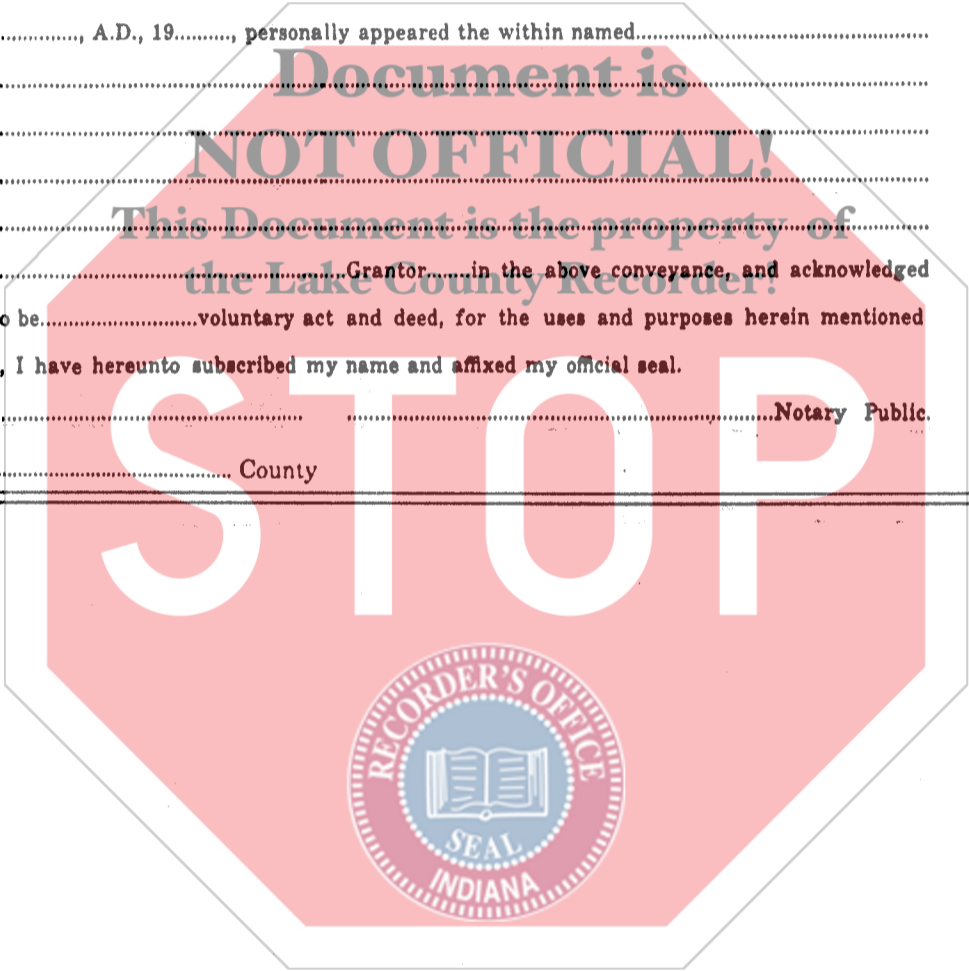 ............., A.D., 19.........., personally appeared the within named..........................................................
Document is
NOT OFFICIAL!
This Document is the property of
.......Grantor.......in the above conveyance, and acknowledged
the Lake County Recorder!
o be..........................voluntary act and deed, for the uses and purposes herein mentioned
, I have hereunto subscribed my name and affixed my official seal.
..........Notary Public.
.......... County
STOP
RECORDER'S OFFICE
SEAL
INDIANA